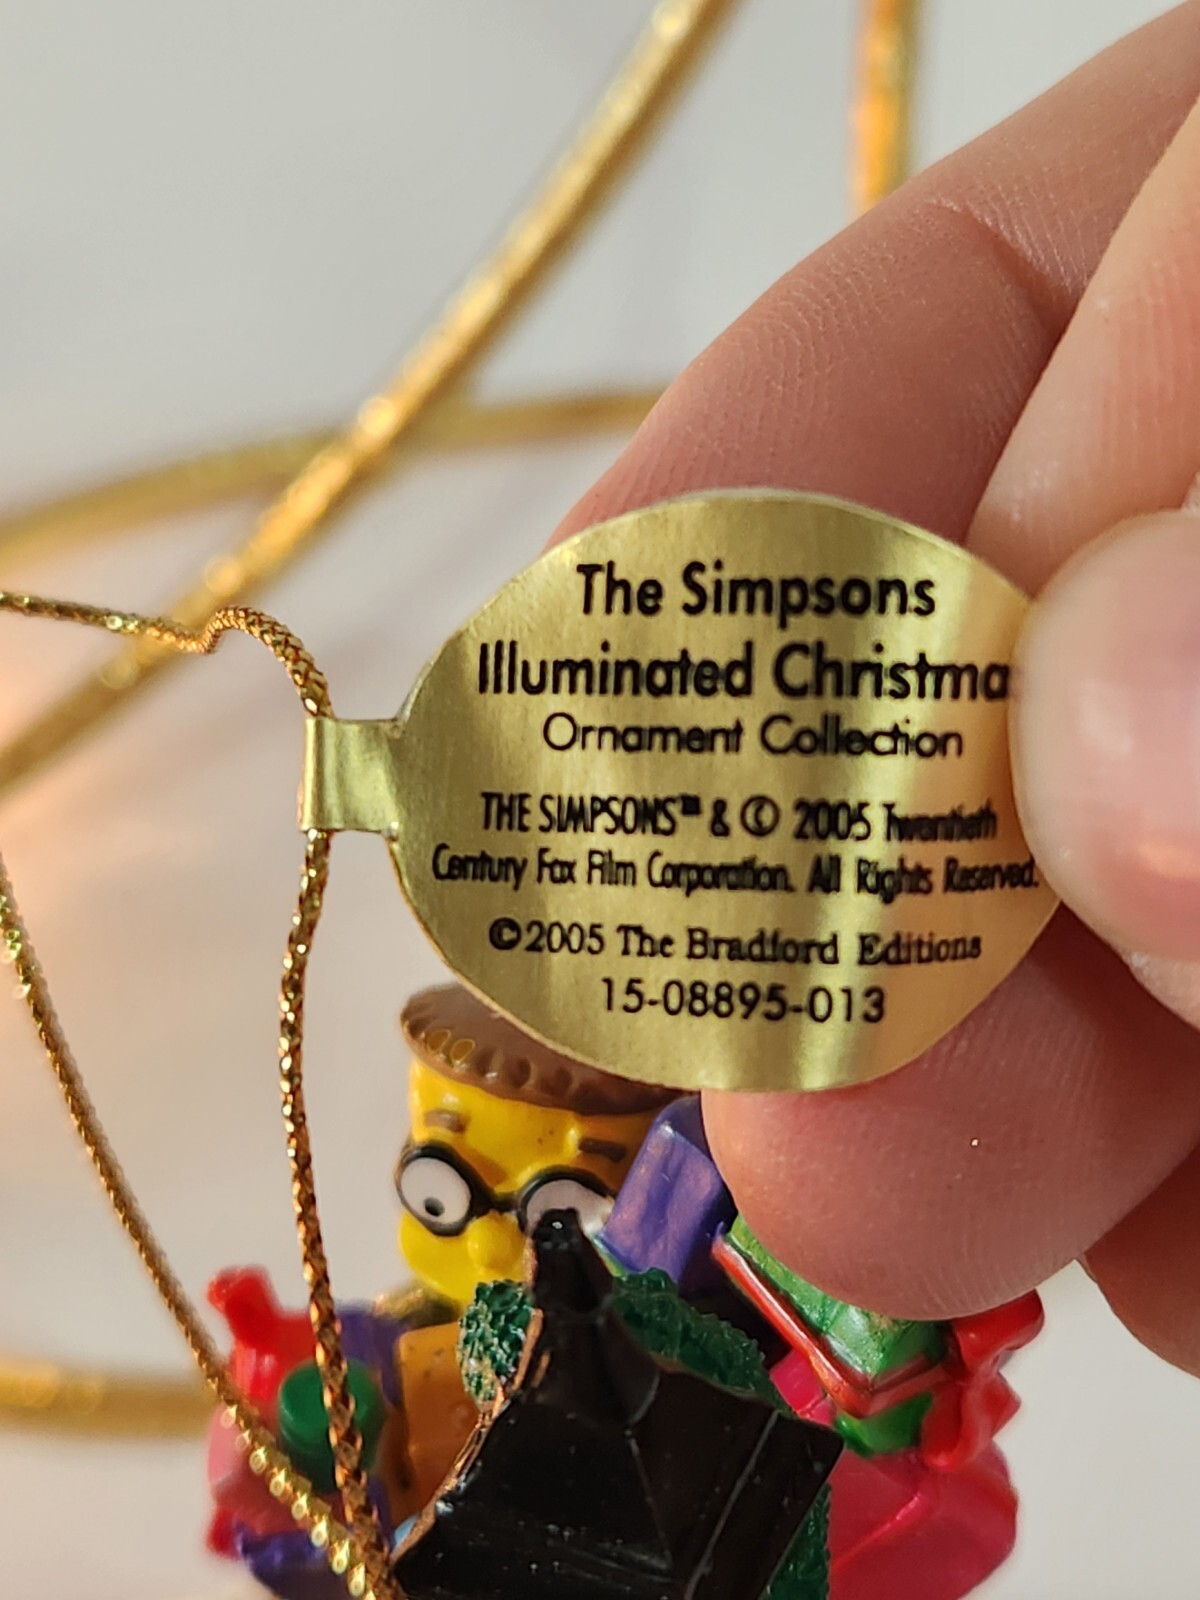 The Simpsons
Illuminated Christma
Ornament Collection
THE SIMPSONS™ & © 2005 Twentieth
Century Fox Film Corporation. All Rights Reserved.
©2005 The Bradford Editions
15-08895-013